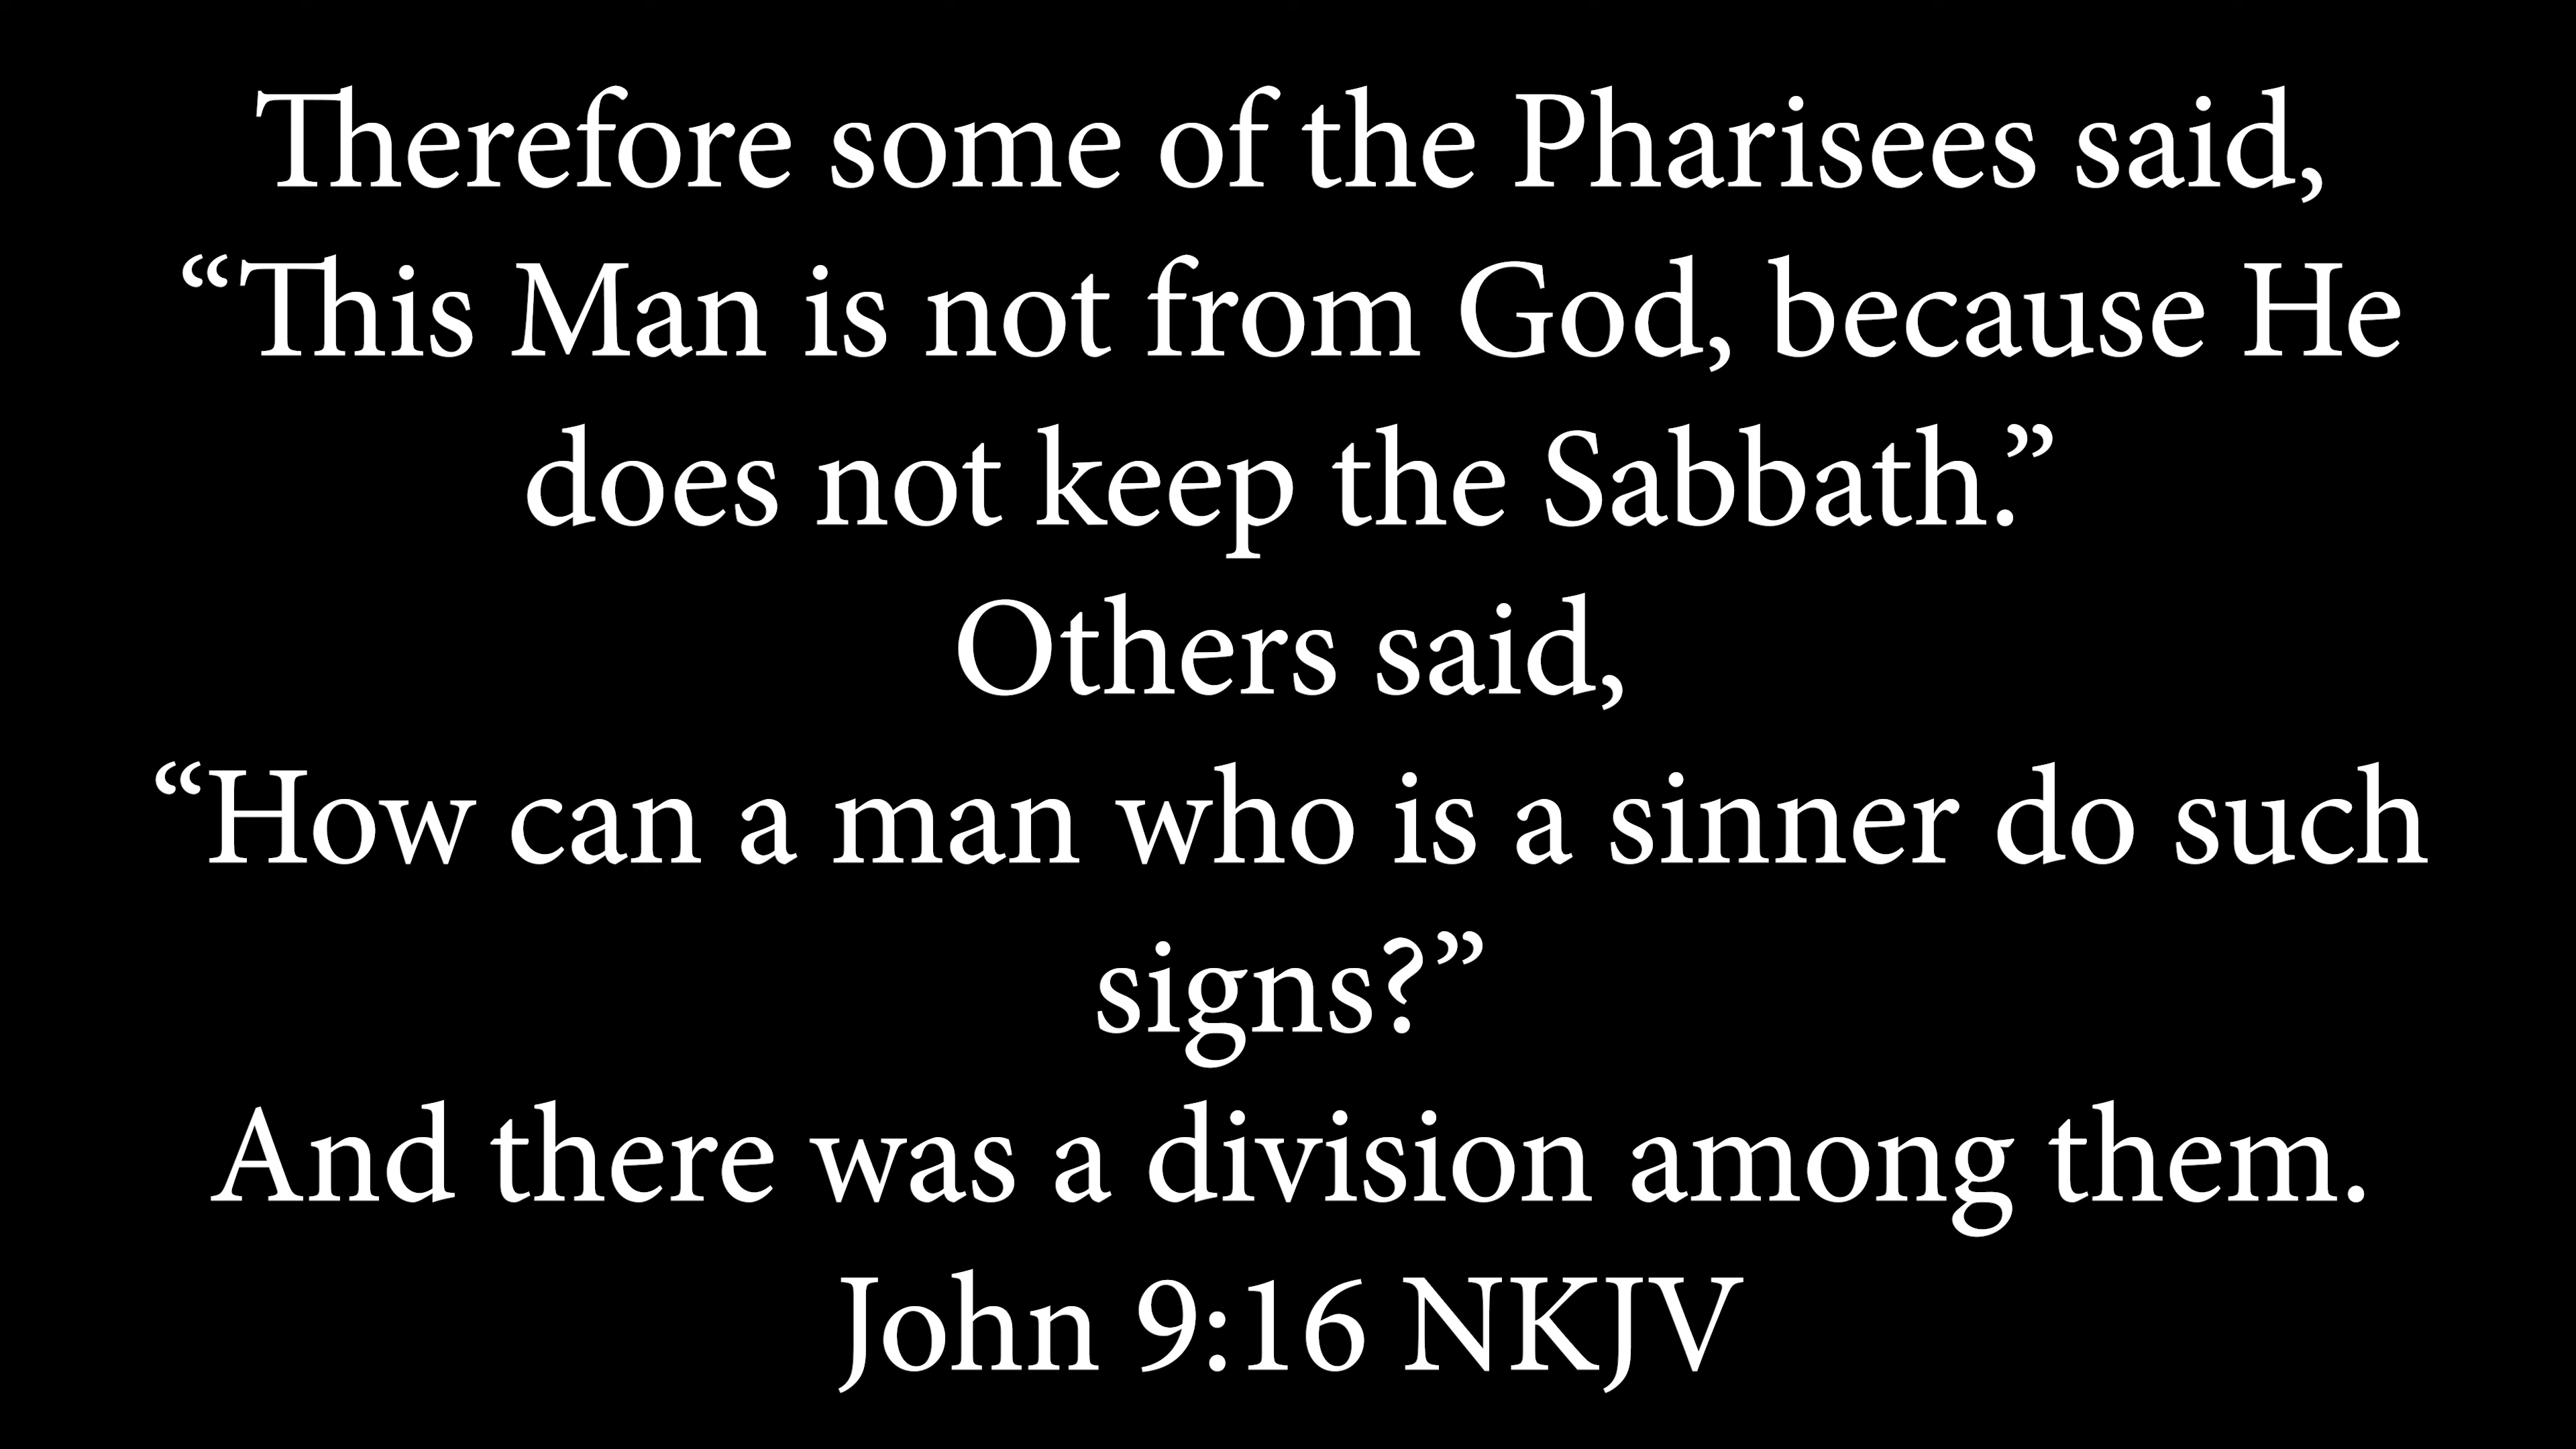 Therefore some of the Pharisees said,
“This Man is not from God, because He
does not keep the Sabbath.”
Others said,
“How can a man who is a sinner do such
signs?”
And there was a division among them.
John 9:16 NKJV